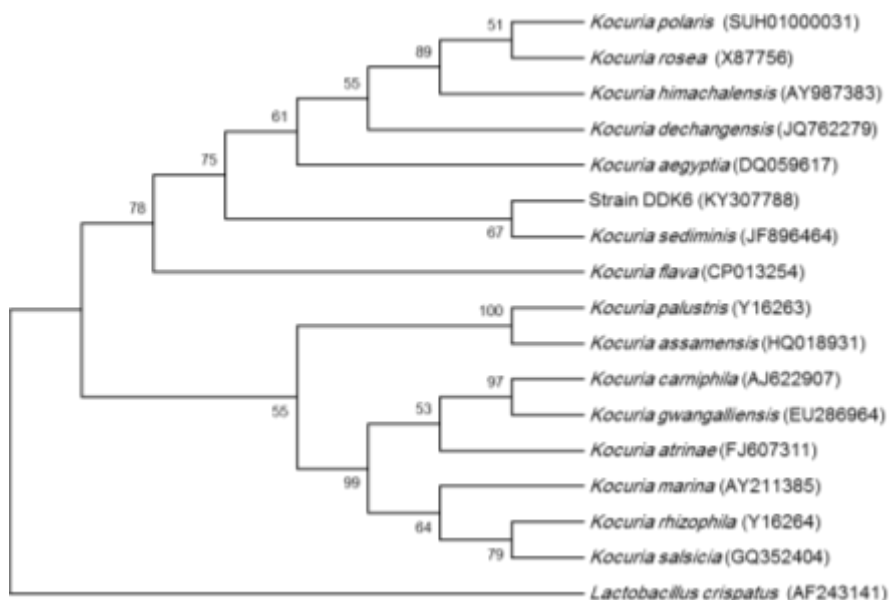 51
Kocuria polaris (SUH01000031)
89
Kocuria rosea (X87756)
55
Kocuria himachalensis (AY987383)
61
Kocuria dechangensis (JQ762279)
75
Kocuria aegyptia (DQ059617)
Strain DDK6 (KY307788)
78
67
Kocuria sediminis (JF896464)
Kocuria flava (CP013254)
100
Kocuria palustris (Y16263)
Kocuria assamensis (HQ018931)
97
Kocuria carniphila (AJ622907)
55
53
Kocuria gwangalliensis (EU286964)
Kocuria atrinae (FJ607311)
99
Kocuria marina (AY211385)
64
Kocuria rhizophila (Y16264)
79
Kocuria salsicia (GQ352404)
Lactobacillus crispatus (AF243141)